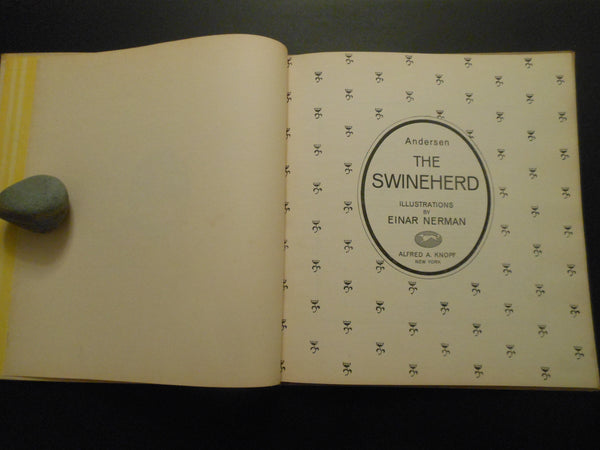 Andersen
THE
SWINEHERD
ILLUSTRATIONS
BY
EINAR NERMAN
ALFRED A. KNOPF
NEW YORK